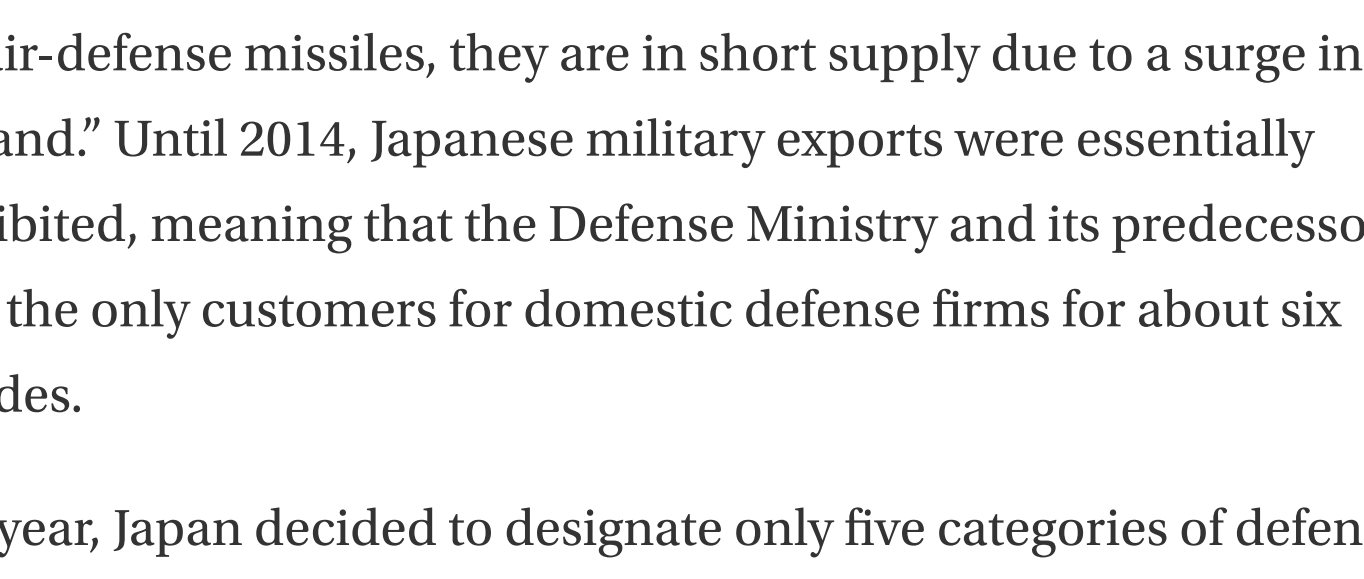 ir-defense missiles, they are in short supply due to a surge in
and.” Until 2014, Japanese military exports were essentially
ibited, meaning that the Defense Ministry and its predecesso
the only customers for domestic defense firms for about six
des.
year, Japan decided to designate only five categories of defen